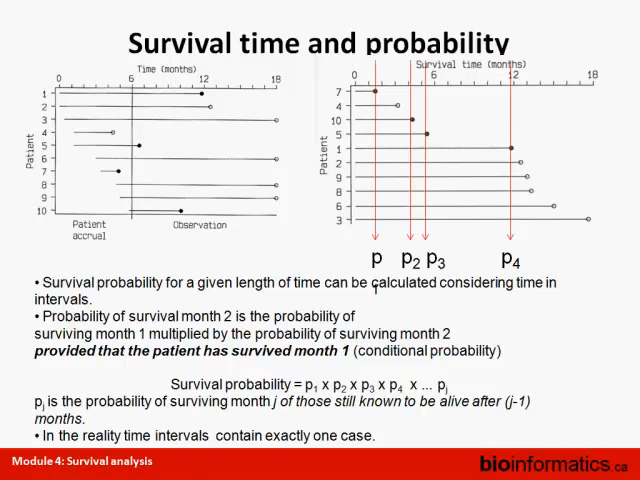 Survival time and probability
Time (months)
0 6 12 18
1
2
3
4
5
6
7
8
9
10
Patient
Patient accrual
Observation
Survival time (months)
0 6 12 18
7
4
10
5
1
2
9
8
6
3
Patient
p1 p2 p3 p4
• Survival probability for a given length of time can be calculated considering time in
intervals.
• Probability of survival month 2 is the probability of
surviving month 1 multiplied by the probability of surviving month 2
provided that the patient has survived month 1 (conditional probability)
Survival probability = p1 x p2 x p3 x p4 x ... pj
pj is the probability of surviving month j of those still known to be alive after (j-1)
months.
• In the reality time intervals contain exactly one case.
Module 4: Survival analysis
bioinformatics.ca